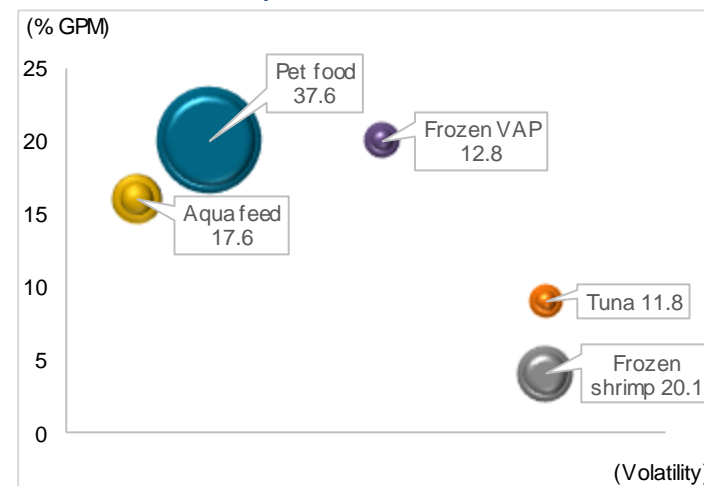 (% GPM)
25
20
15
10
5
0
Pet food
37.6
Frozen VAP
12.8
Aqua feed
17.6
Tuna 11.8
Frozen
shrimp 20.1
(Volatility)